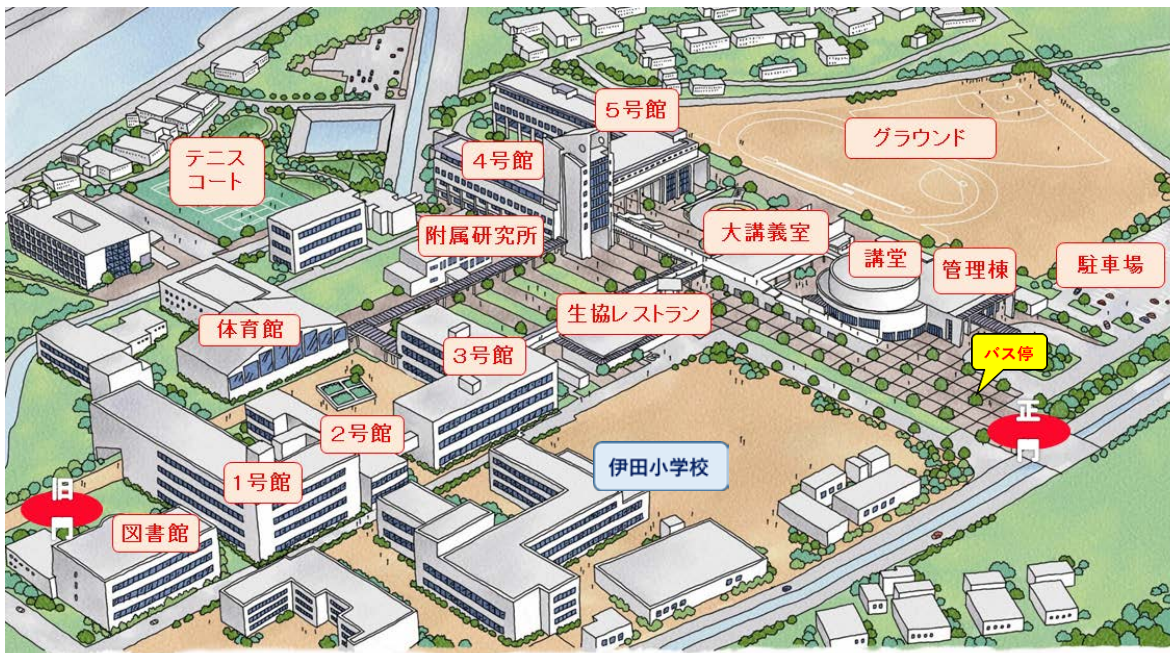 5号館
グラウンド
4号館
テニス
コート
附属研究所
大講義室
講堂
管理棟
駐車場
生協レストラン
体育館
3号館
バス停
正
門
2号館
伊田小学校
1号館
旧
門
図書館